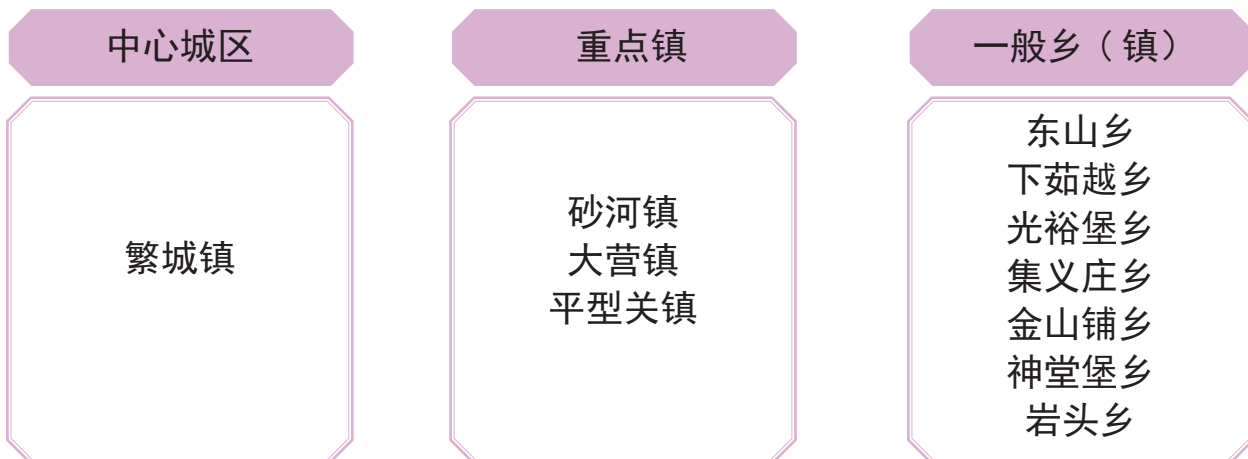 中心城区
繁城镇
重点镇
砂河镇
大营镇
平型关镇
一般乡（镇）
东山乡
下茹越乡
光裕堡乡
集义庄乡
金山铺乡
神堂堡乡
岩头乡